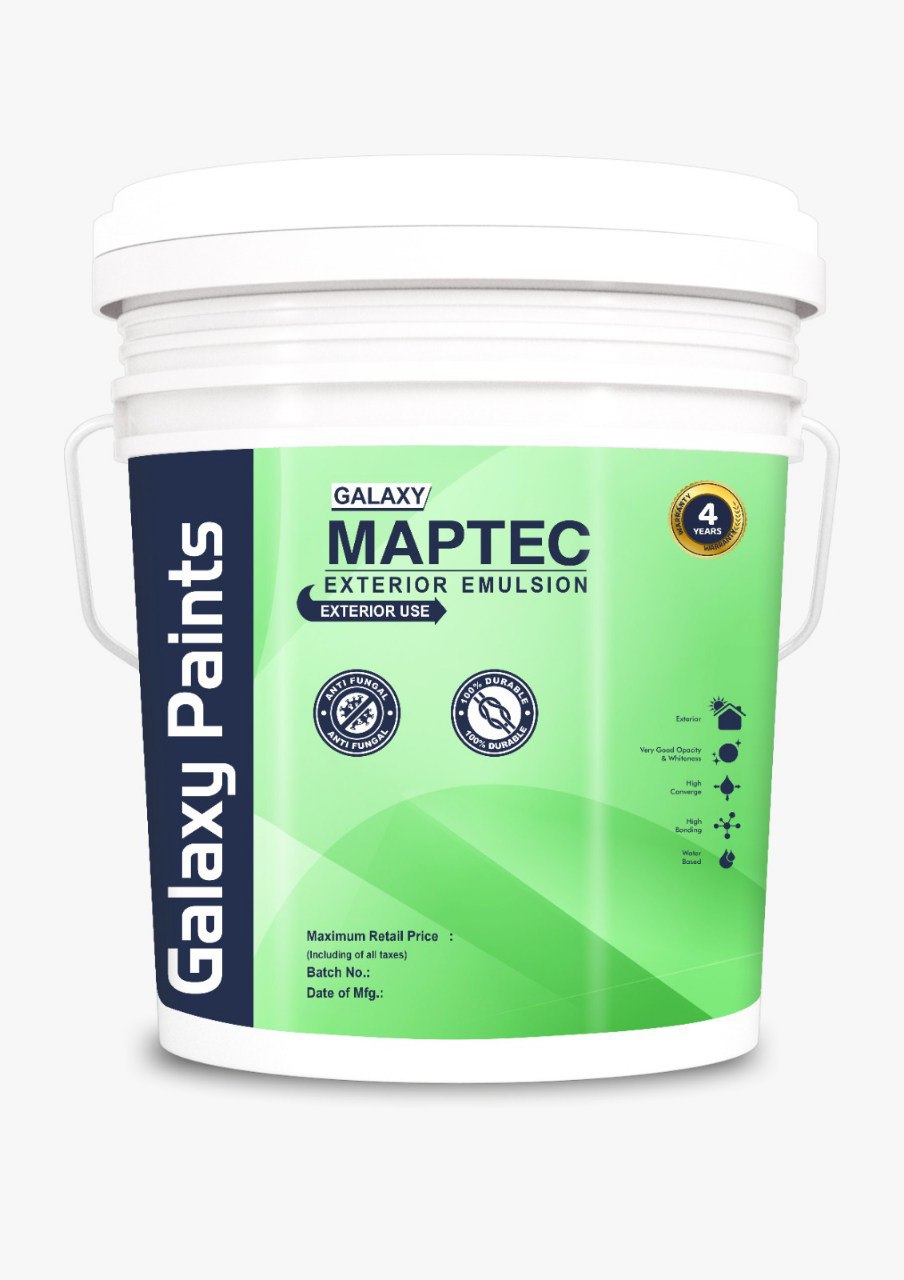 Galaxy Paints
GALAXY
MAPTEC
EXTERIOR EMULSION
EXTERIOR USE
WARRANTY
4
YEARS
WARRANTY
ANTI FUNGAL
ANTI FUNGAL
100% DURABLE
100% DURABLE
Exterior
Very Good Opacity
& Whiteness
High
Converge
High
Bonding
Water
Based
Maximum Retail Price :
(Including of all taxes)
Batch No.:
Date of Mfg.: